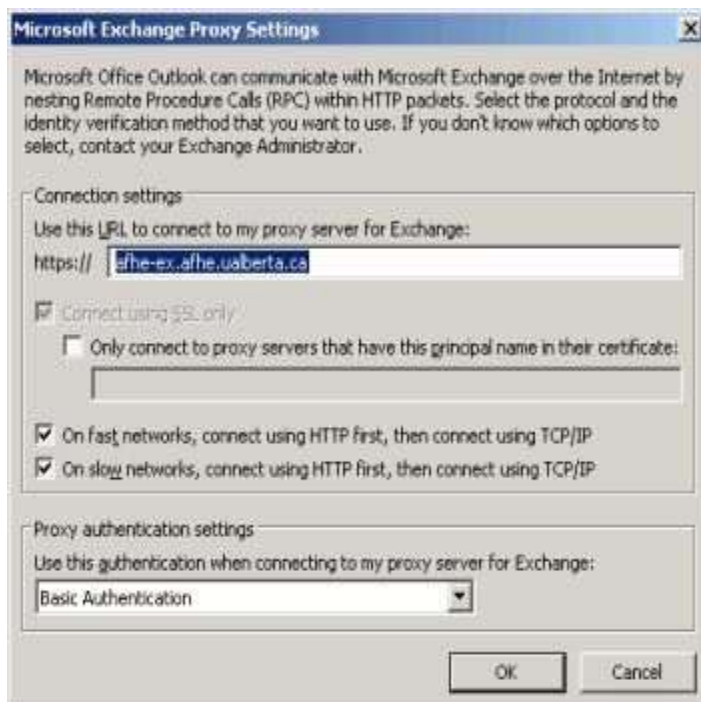 Microsoft Exchange Proxy Settings
Microsoft Office Outlook can communicate with Microsoft Exchange over the Internet by
nesting Remote Procedure Calls (RPC) within HTTP packets. Select the protocol and the
identity verification method that you want to use. If you don't know which options to
select, contact your Exchange Administrator.
Connection settings
Use this URL to connect to my proxy server for Exchange:
https:// afhe-ex.afhe.ualberta.ca
Connect using SSL only
Only connect to proxy servers that have this principal name in their certificate:
On fast networks, connect using HTTP first, then connect using TCP/IP
On slow networks, connect using HTTP first, then connect using TCP/IP
Proxy authentication settings
Use this authentication when connecting to my proxy server for Exchange:
Basic Authentication
OK Cancel